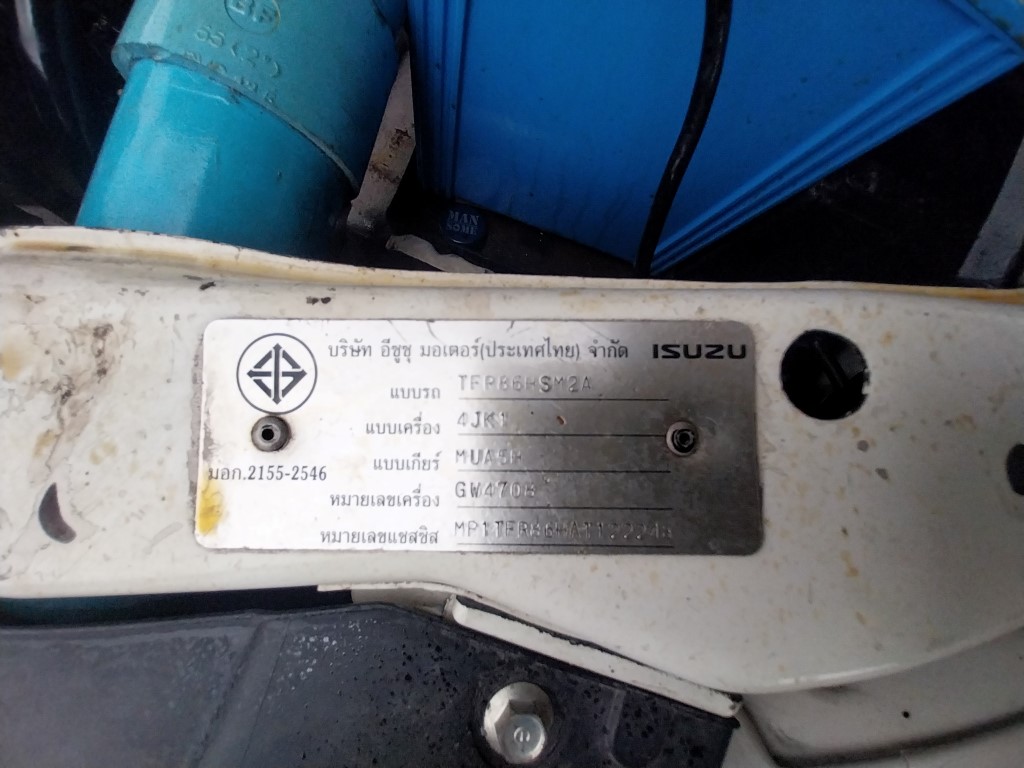 55(2")
MAN
บริษัท อีซูซุ มอเตอร์(ประเทศไทย) จำกัด ISUZU
แบบรถ TFR86HSM2A
แบบเครื่อง 4JK1
แบบเกียร์ MUA5H
หมายเลขเครื่อง
มอก.2155-2546
หมายเลขแชสซีส